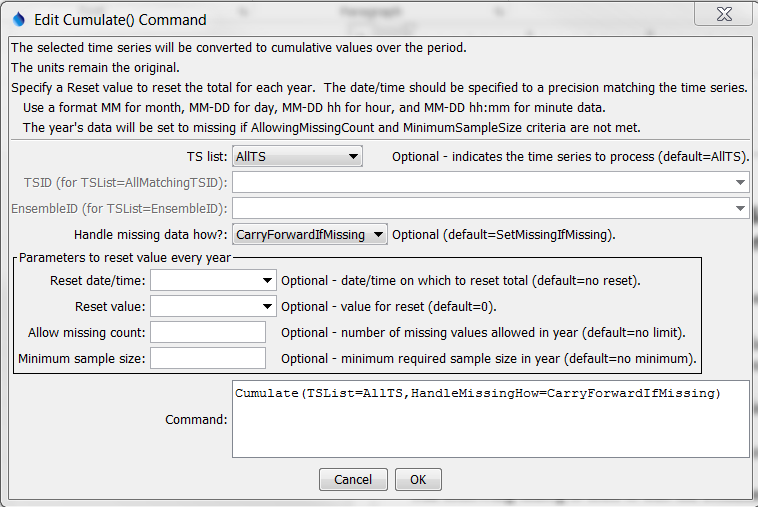 Edit Cumulate() Command
The selected time series will be converted to cumulative values over the period.
The units remain the original.
Specify a Reset value to reset the total for each year.  The date/time should be specified to a precision matching the time series.
Use a format MM for month, MM-DD for day, MM-DD hh for hour, and MM-DD hh:mm for minute data.
The year's data will be set to missing if AllowingMissingCount and MinimumSampleSize criteria are not met.
TS list: AllTS Optional - indicates the time series to process (default=AllTS).
TSID (for TSList=AllMatchingTSID):
EnsembleID (for TSList=EnsembleID):
Handle missing data how?: CarryForwardIfMissing Optional (default=SetMissingIfMissing).
Parameters to reset value every year
Reset date/time: Optional - date/time on which to reset total (default=no reset).
Reset value: Optional - value for reset (default=0).
Allow missing count: Optional - number of missing values allowed in year (default=no limit).
Minimum sample size: Optional - minimum required sample size in year (default=no minimum).
Command: Cumulate(TSList=AllTS,HandleMissingHow=CarryForwardIfMissing)
Cancel OK